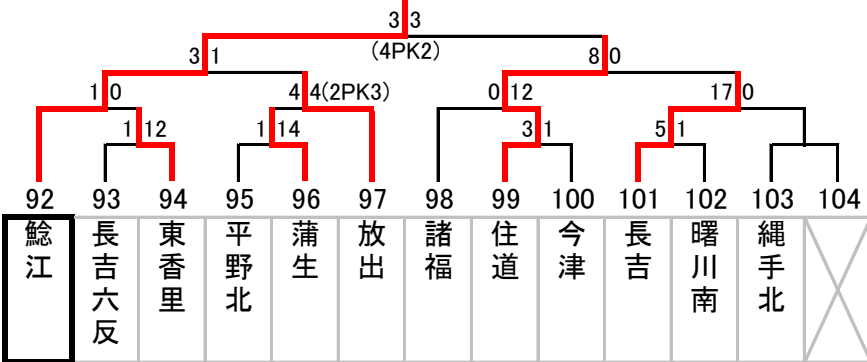 3 3
(4PK2)
3 1
8 0
1 0
4 4(2PK3)
0 12
17 0
1 12
1 14
3 1
5 1
92 93 94 95 96 97 98 99 100 101 102 103 104
鯰江
長吉六反
東香里
平野北
蒲生
放出
諸福
住道
今津
長吉
曙川南
縄手北